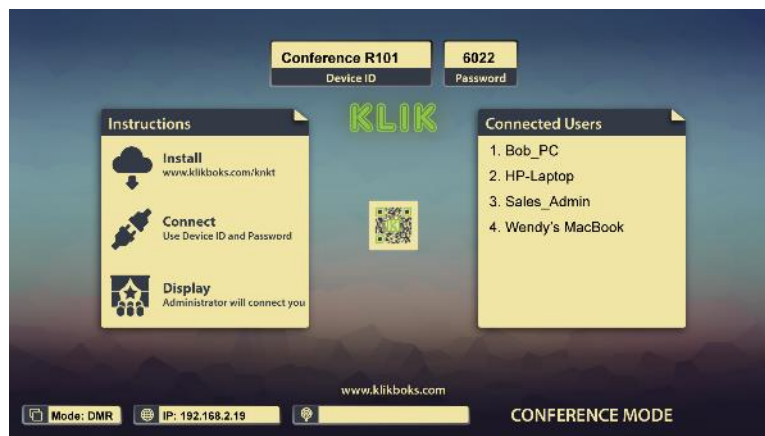 Conference R101
Device ID
6022
Password
KLIK
Instructions
Install
www.klikboks.com/knkt
Connect
Use Device ID and Password
Display
Administrator will connect you
Connected Users
1. Bob_PC
2. HP-Laptop
3. Sales_Admin
4. Wendy's MacBook
www.klikboks.com
Mode: DMR
IP: 192.168.2.19
CONFERENCE MODE